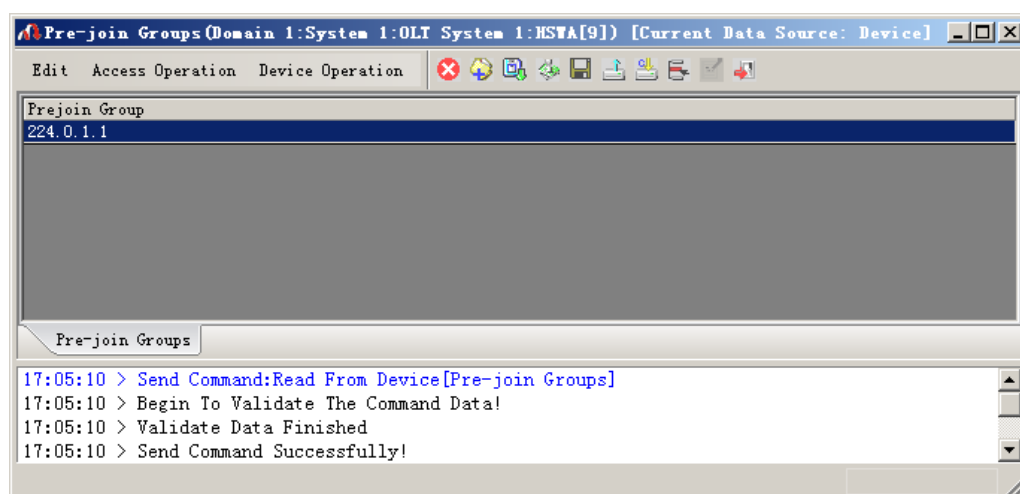 Pre-join Groups(Domain 1:System 1:OLT System 1:HSWA[9]) [Current Data Source: Device]
Edit Access Operation Device Operation
Prejoin Group
224.0.1.1
Pre-join Groups
17:05:10 > Send Command:Read From Device[Pre-join Groups]
17:05:10 > Begin To Validate The Command Data!
17:05:10 > Validate Data Finished
17:05:10 > Send Command Successfully!